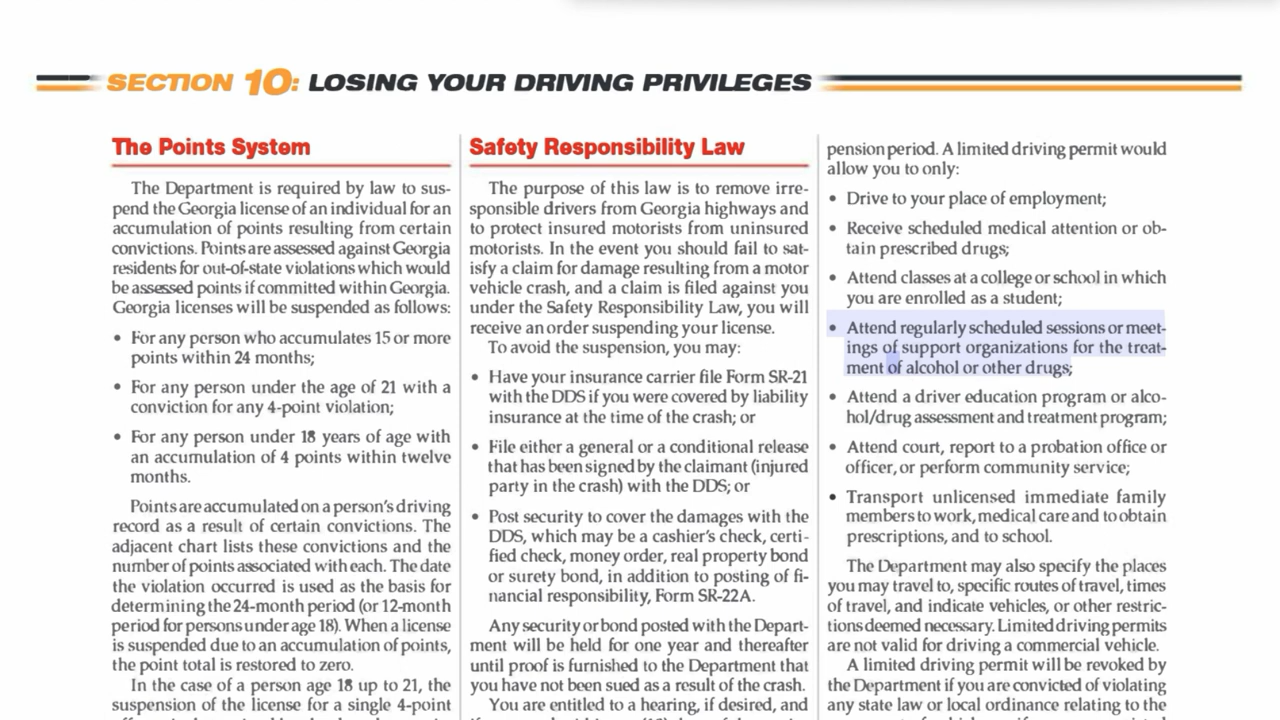 SECTION 10: LOSING YOUR DRIVING PRIVILEGES
The Points System
The Department is required by law to sus-
pend the Georgia license of an individual for an
accumulation of points resulting from certain
convictions. Points are assessed against Georgia
residents for out-of-state violations which would
be assessed points if committed within Georgia.
Georgia licenses will be suspended as follows:
• For any person who accumulates 15 or more
points within 24 months;
• For any person under the age of 21 with a
conviction for any 4-point violation;
• For any person under 18 years of age with
an accumulation of 4 points within twelve
months.
Points are accumulated on a person's driving
record as a result of certain convictions. The
adjacent chart lists these convictions and the
number of points associated with each. The date
the violation occurred is used as the basis for
determining the 24-month period (or 12-month
period for persons under age 18). When a license
is suspended due to an accumulation of points,
the point total is restored to zero.
In the case of a person age 18 up to 21, the
suspension of the license for a single 4-point
Safety Responsibility Law
The purpose of this law is to remove irre-
sponsible drivers from Georgia highways and
to protect insured motorists from uninsured
motorists. In the event you should fail to sat-
isfy a claim for damage resulting from a motor
vehicle crash, and a claim is filed against you
under the Safety Responsibility Law, you will
receive an order suspending your license.
To avoid the suspension, you may:
• Have your insurance carrier file Form SR-21
with the DDS if you were covered by liability
insurance at the time of the crash; or
• File either a general or a conditional release
that has been signed by the claimant (injured
party in the crash) with the DDS; or
• Post security to cover the damages with the
DDS, which may be a cashier's check, certi-
fied check, money order, real property bond
or surety bond, in addition to posting of fi-
nancial responsibility, Form SR-22A.
Any security or bond posted with the Depart-
ment will be held for one year and thereafter
until proof is furnished to the Department that
you have not been sued as a result of the crash.
You are entitled to a hearing, if desired, and
pension period. A limited driving permit would
allow you to only:
• Drive to your place of employment;
• Receive scheduled medical attention or ob-
tain prescribed drugs;
• Attend classes at a college or school in which
you are enrolled as a student;
• Attend regularly scheduled sessions or meet-
ings of support organizations for the treat-
ment of alcohol or other drugs;
• Attend a driver education program or alco-
hol/drug assessment and treatment program;
• Attend court, report to a probation office or
officer, or perform community service;
• Transport unlicensed immediate family
members to work, medical care and to obtain
prescriptions, and to school.
The Department may also specify the places
you may travel to, specific routes of travel, times
of travel, and indicate vehicles, or other restric-
tions deemed necessary. Limited driving permits
are not valid for driving a commercial vehicle.
A limited driving permit will be revoked by
the Department if you are convicted of violating
any state law or local ordinance relating to the